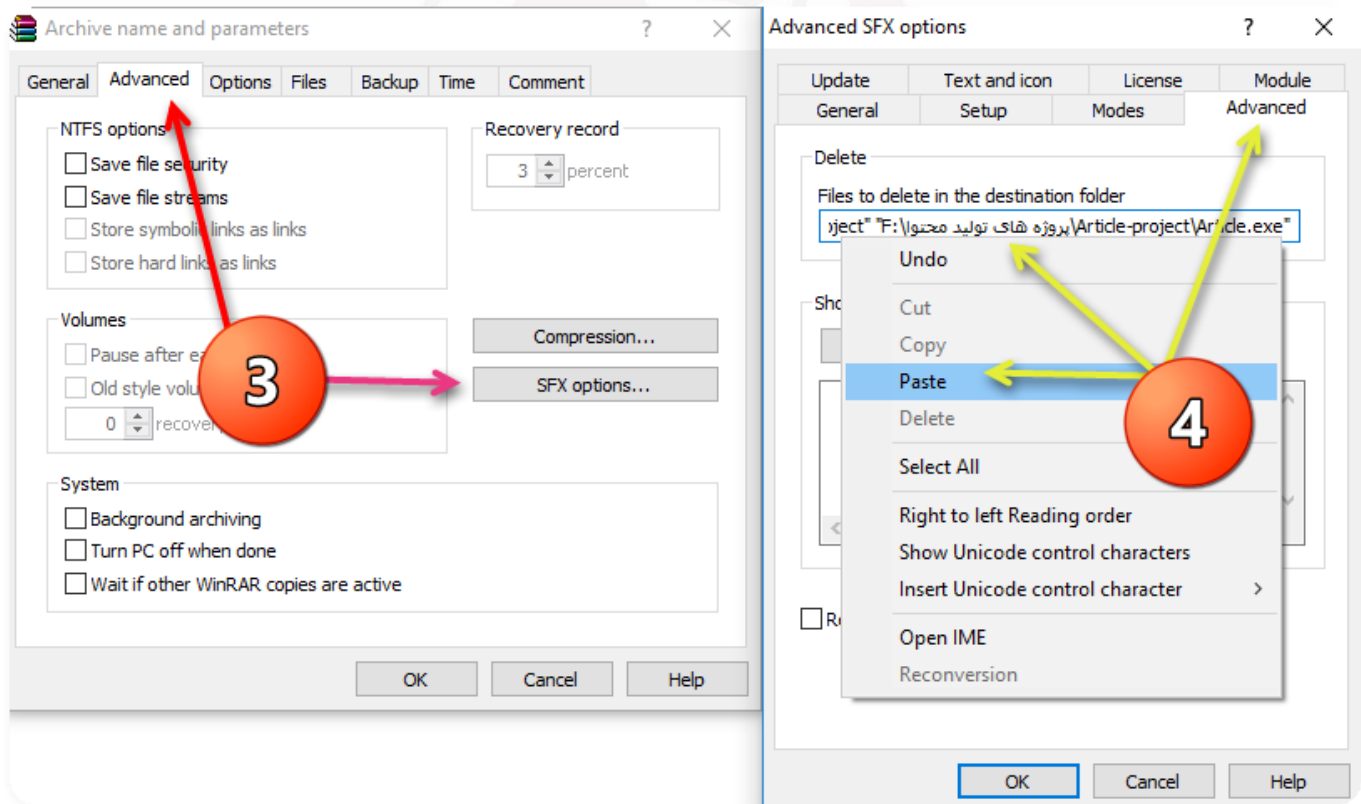 Archive name and parameters
General Advanced Options Files Backup Time Comment
NTFS options
Save file security
Save file streams
Store symbolic links as links
Store hard links as links
Recovery record
3 percent
Volumes
Pause after
Old style
0
Compression...
SFX options...
3
System
Background archiving
Turn PC off when done
Wait if other WinRAR copies are active
OK Cancel Help
Advanced SFX options
Update Text and icon License Module
General Setup Modes Advanced
Delete
Files to delete in the destination folder
"F:\پروژه های تولید محتوا\Article-project\Article.exe"
Undo
Cut
Copy
Paste
Delete
Select All
Right to left Reading order
Show Unicode control characters
Insert Unicode control character
Open IME
Reconversion
4
OK Cancel Help